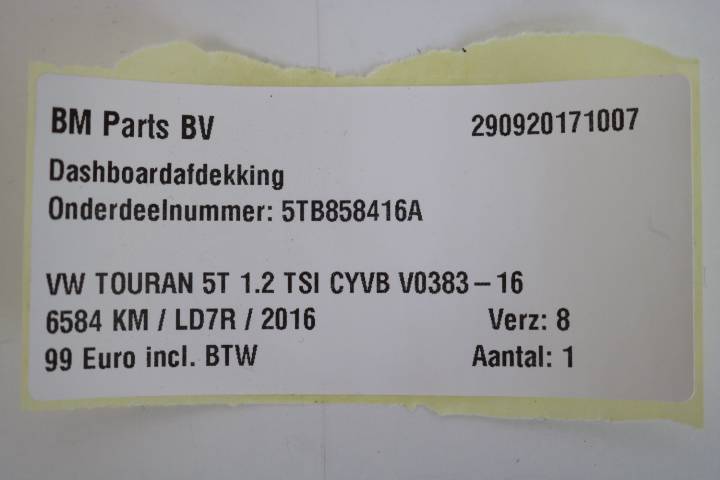 BM Parts BV 290920171007
Dashboardafdekking
Onderdeelnummer: 5TB858416A
VW TOURAN 5T 1.2 TSI CYVB V0383-16
6584 KM / LD7R / 2016 Verz: 8
99 Euro incl. BTW Aantal: 1